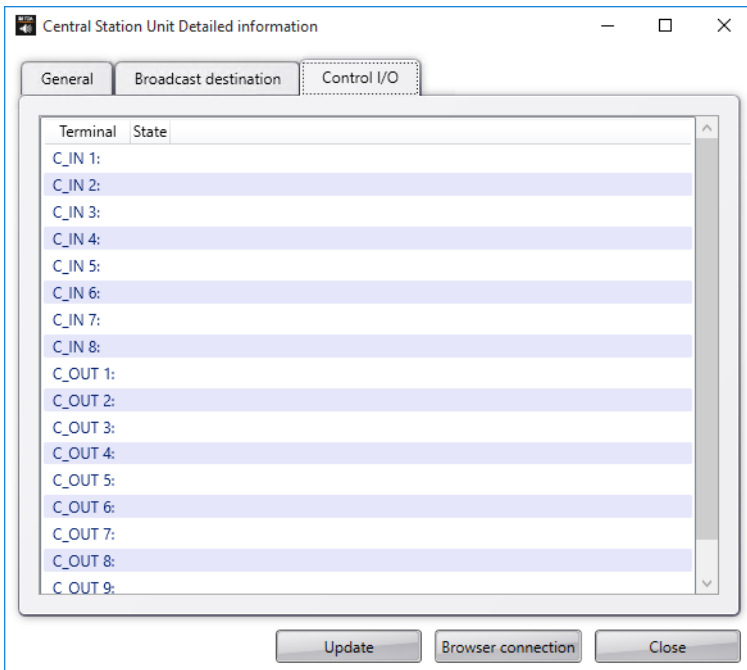 Central Station Unit Detailed information
General Broadcast destination Control I/O
Terminal State
C_IN 1:
C_IN 2:
C_IN 3:
C_IN 4:
C_IN 5:
C_IN 6:
C_IN 7:
C_IN 8:
C_OUT 1:
C_OUT 2:
C_OUT 3:
C_OUT 4:
C_OUT 5:
C_OUT 6:
C_OUT 7:
C_OUT 8:
C_OUT 9:
Update Browser connection Close